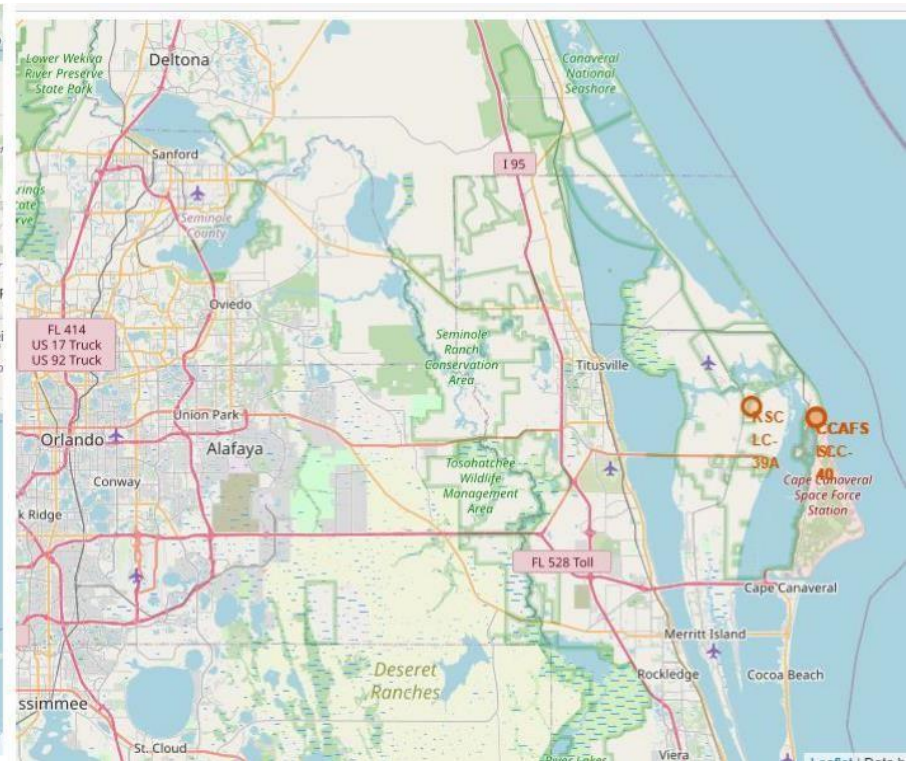 Lower Wekiva
River Preserve
State Park
Deltona
Canaveral
National
Seashore
Sanford
I 95
Seminole
County
Oviedo
FL 414
US 17 Truck
US 92 Truck
Seminole
Ranch
Conservation
Area
Titusville
Union Park
Orlando
Alafaya
KSC
LC-
39A
CCAFS
40
Tosohatchee
Wildlife
Management
Area
Conway
k Ridge
Cape Canaveral
Space Force
Station
FL 528 Toll
Cape Canaveral
Merritt Island
Deseret
Ranches
Rockledge
Cocoa Beach
ssimmee
St. Cloud
Viera
River Lakes